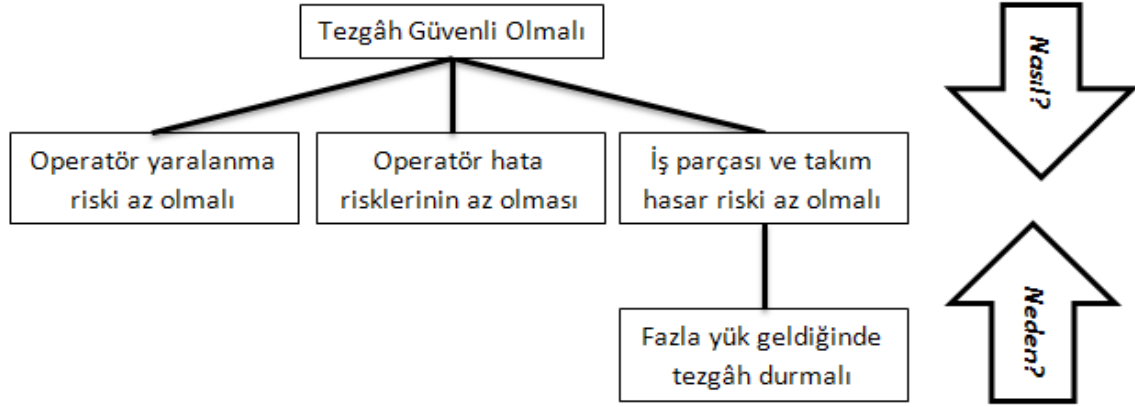 Tezgâh Güvenli Olmalı
Nasıl?
Operatör yaralanma
riski az olmalı
Operatör hata
risklerinin az olması
İş parçası ve takım
hasar riski az olmalı
Fazla yük geldiğinde
tezgâh durmalı
Neden?